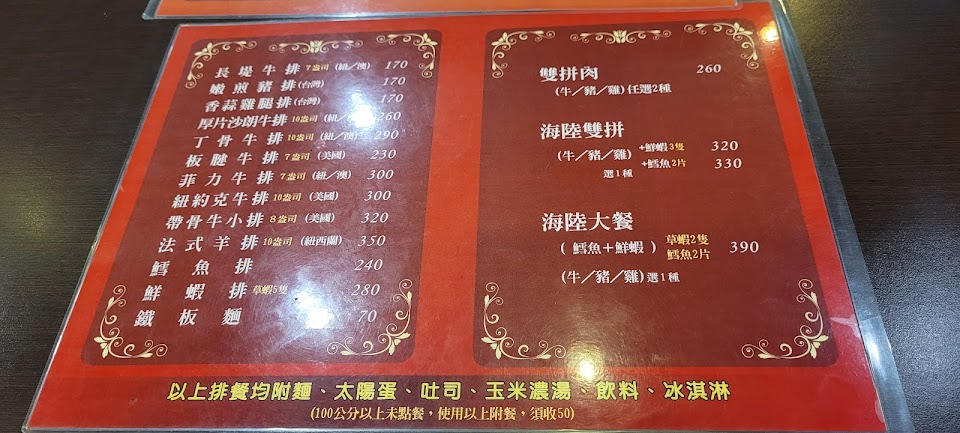 長堤牛排 7盎司 (紐／澳) 170
嫩煎豬排(台灣) 170
香蒜雞腿排(台灣) 170
厚片沙朗牛排 10盎司 (紐／澳) 260
丁骨牛排 10盎司 (紐／澳) 290
板腱牛排 7盎司 (美國) 230
菲力牛排 7盎司 (紐／澳) 300
紐約克牛排 10盎司 (美國) 300
帶骨牛小排 8盎司 (美國) 320
法式羊排 10盎司 (紐西蘭) 350
鱈魚排 240
鮮蝦排 草蝦5隻 280
鐵板麵 70
雙拼肉 260
(牛／豬／雞)任選2種
海陸雙拼
(牛／豬／雞) +鮮蝦3隻 320
選1種 +鱈魚2片 330
海陸大餐
( 鱈魚＋鮮蝦 ) 草蝦2隻 鱈魚2片 390
(牛／豬／雞)選1種
以上排餐均附麵、太陽蛋、吐司、玉米濃湯、飲料、冰淇淋
(100公分以上未點餐，使用以上附餐，須收50)